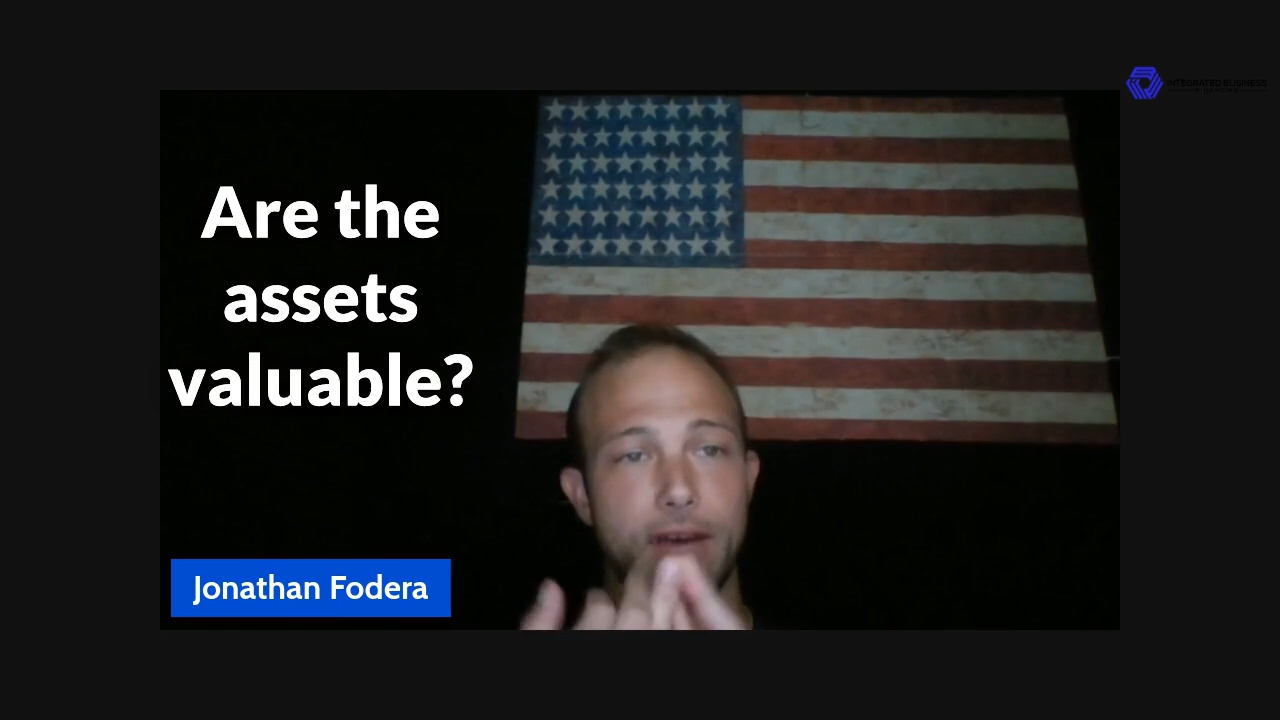 Are the
assets
valuable?
Jonathan Fodera
INTEGRATED BUSINESS